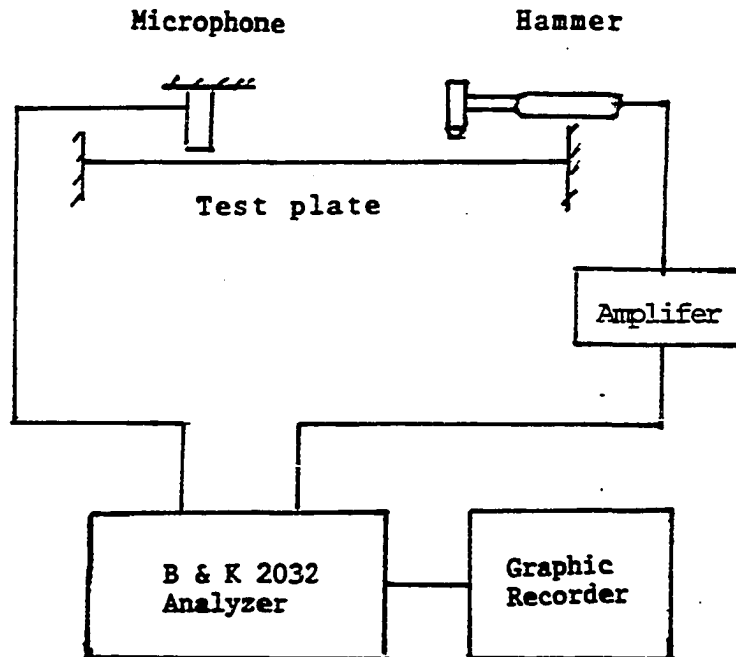 Microphone
Hammer
Test plate
Amplifer
B & K 2032
Analyzer
Graphic
Recorder